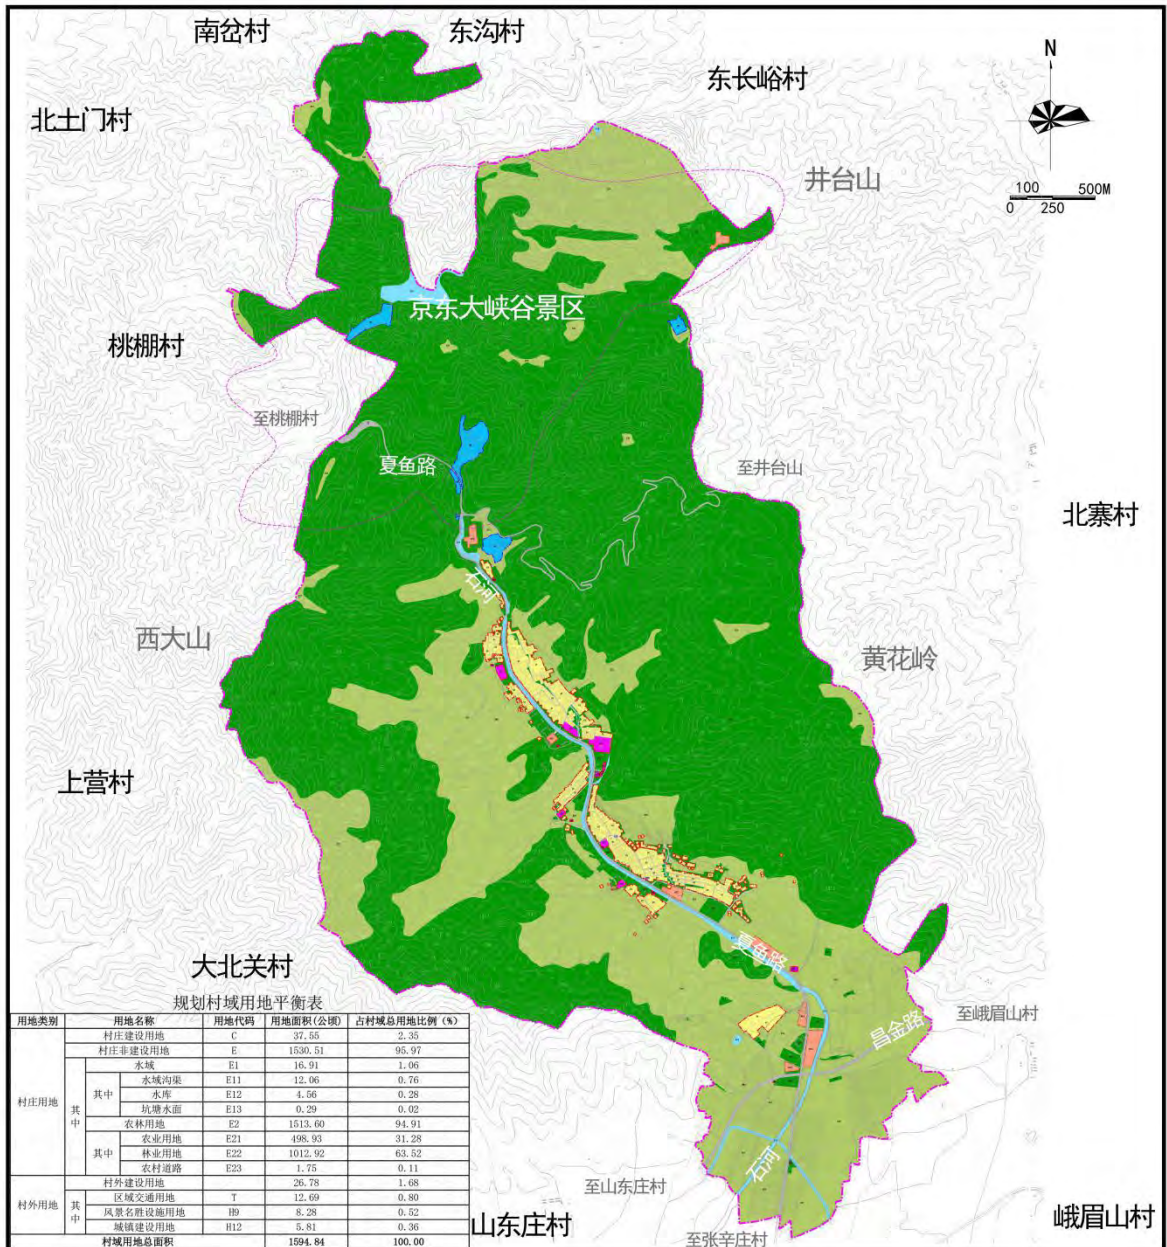 南岔村
东沟村
东长峪村
N
北土门村
井台山
100 500M
0 250
京东大峡谷景区
桃棚村
至桃棚村
夏鱼路
至井台山
北寨村
石河
西大山
黄花岭
上营村
夏鱼路
大北关村
至峨眉山村
昌金路
石河
至山东庄村
山东庄村
至张辛庄村
峨眉山村
规划村域用地平衡表
用地类别 用地名称 用地代码 用地面积(公顷) 占村域总用地比例 (%)
村庄用地 村庄建设用地 C 37.55 2.35
村庄非建设用地 E 1530.51 95.97
其中 水域 E1 16.91 1.06
其中 水域沟渠 E11 12.06 0.76
水库 E12 4.56 0.28
坑塘水面 E13 0.29 0.02
农林用地 E2 1513.60 94.91
其中 农业用地 E21 498.93 31.28
林业用地 E22 1012.92 63.52
农村道路 E23 1.75 0.11
村外用地 村外建设用地 26.78 1.68
其中 区域交通用地 T 12.69 0.80
风景名胜设施用地 H9 8.28 0.52
城镇建设用地 H12 5.81 0.36
村域用地总面积 1594.84 100.00